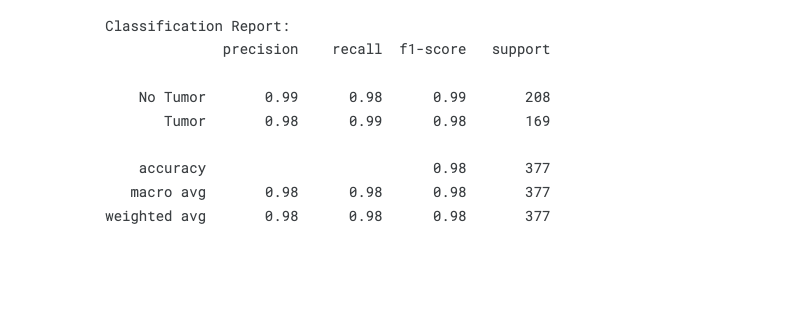 Classification Report:
precision recall f1-score support
No Tumor 0.99 0.98 0.99 208
Tumor 0.98 0.99 0.98 169
accuracy 0.98 377
macro avg 0.98 0.98 0.98 377
weighted avg 0.98 0.98 0.98 377